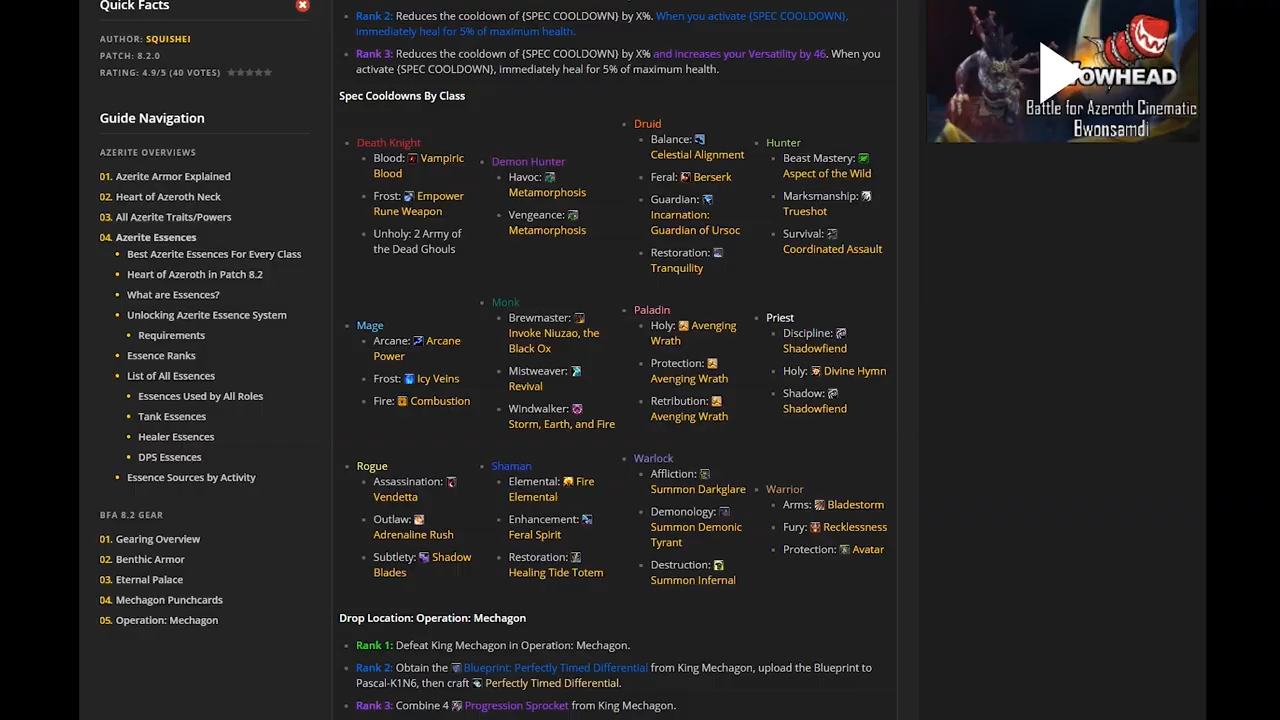 Quick Facts
AUTHOR: SQUISHEI
PATCH: 8.2.0
RATING: 4.9/5 (40 VOTES)
Guide Navigation
AZERITE OVERVIEWS
01. Azerite Armor Explained
02. Heart of Azeroth Neck
03. All Azerite Traits/Powers
04. Azerite Essences
Best Azerite Essences For Every Class
Heart of Azeroth in Patch 8.2
What are Essences?
Unlocking Azerite Essence System
Requirements
Essence Ranks
List of All Essences
Essences Used by All Roles
Tank Essences
Healer Essences
DPS Essences
Essence Sources by Activity
BFA 8.2 GEAR
01. Gearing Overview
02. Benthic Armor
03. Eternal Palace
04. Mechagon Punchcards
05. Operation: Mechagon
Rank 2: Reduces the cooldown of {SPEC COOLDOWN} by X%. When you activate {SPEC COOLDOWN},
immediately heal for 5% of maximum health.
Rank 3: Reduces the cooldown of {SPEC COOLDOWN} by X% and increases your Versatility by 46. When you
activate {SPEC COOLDOWN}, immediately heal for 5% of maximum health.
Spec Cooldowns By Class
Death Knight
Blood: Vampiric
Blood
Frost: Empower
Rune Weapon
Unholy: 2 Army of
the Dead Ghouls
Demon Hunter
Havoc:
Metamorphosis
Vengeance:
Metamorphosis
Druid
Balance:
Celestial Alignment
Feral: Berserk
Guardian:
Incarnation:
Guardian of Ursoc
Restoration:
Tranquility
Hunter
Beast Mastery:
Aspect of the Wild
Marksmanship:
Trueshot
Survival:
Coordinated Assault
Mage
Arcane: Arcane
Power
Frost: Icy Veins
Fire: Combustion
Monk
Brewmaster:
Invoke Niuzao, the
Black Ox
Mistweaver:
Revival
Windwalker:
Storm, Earth, and Fire
Paladin
Holy: Avenging
Wrath
Protection:
Avenging Wrath
Retribution:
Avenging Wrath
Priest
Discipline:
Shadowfiend
Holy: Divine Hymn
Shadow:
Shadowfiend
Rogue
Assassination:
Vendetta
Outlaw:
Adrenaline Rush
Subtlety: Shadow
Blades
Shaman
Elemental: Fire
Elemental
Enhancement:
Feral Spirit
Restoration:
Healing Tide Totem
Warlock
Affliction:
Summon Darkglare
Demonology:
Summon Demonic
Tyrant
Destruction:
Summon Infernal
Warrior
Arms: Bladestorm
Fury: Recklessness
Protection: Avatar
Drop Location: Operation: Mechagon
Rank 1: Defeat King Mechagon in Operation: Mechagon.
Rank 2: Obtain the Blueprint: Perfectly Timed Differential from King Mechagon, upload the Blueprint to
Pascal-K1N6, then craft Perfectly Timed Differential.
Rank 3: Combine 4 Progression Sprocket from King Mechagon.
OWHEAD
Battle for Azeroth Cinematic
Bwonsamdi